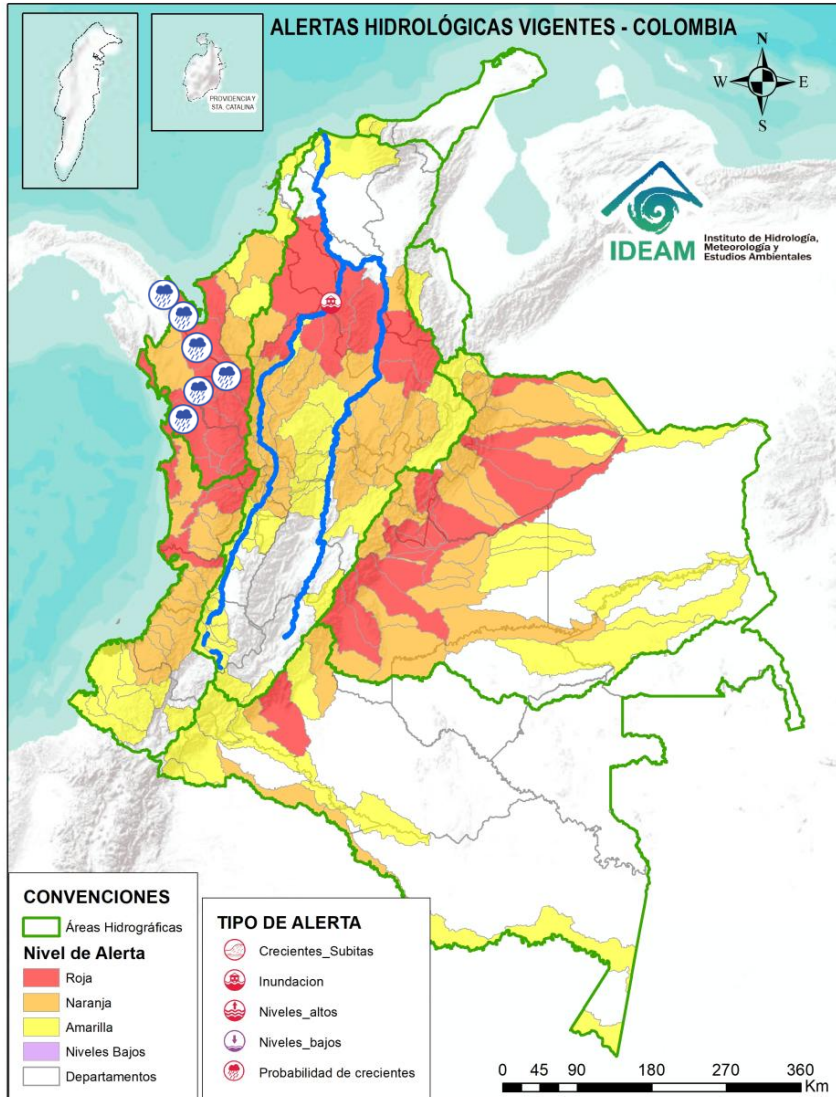 ALERTAS HIDROLÓGICAS VIGENTES - COLOMBIA
PROVIDENCIA Y
STA. CATALINA
N
W
E
S
IDEAM
Instituto de Hidrología,
Meteorología y
Estudios Ambientales
CONVENCIONES
Áreas Hidrográficas
Nivel de Alerta
Roja
Naranja
Amarilla
Niveles Bajos
Departamentos
TIPO DE ALERTA
Crecientes_Subitas
Inundacion
Niveles_altos
Niveles_bajos
Probabilidad de crecientes
0 45 90 180 270 360
Km